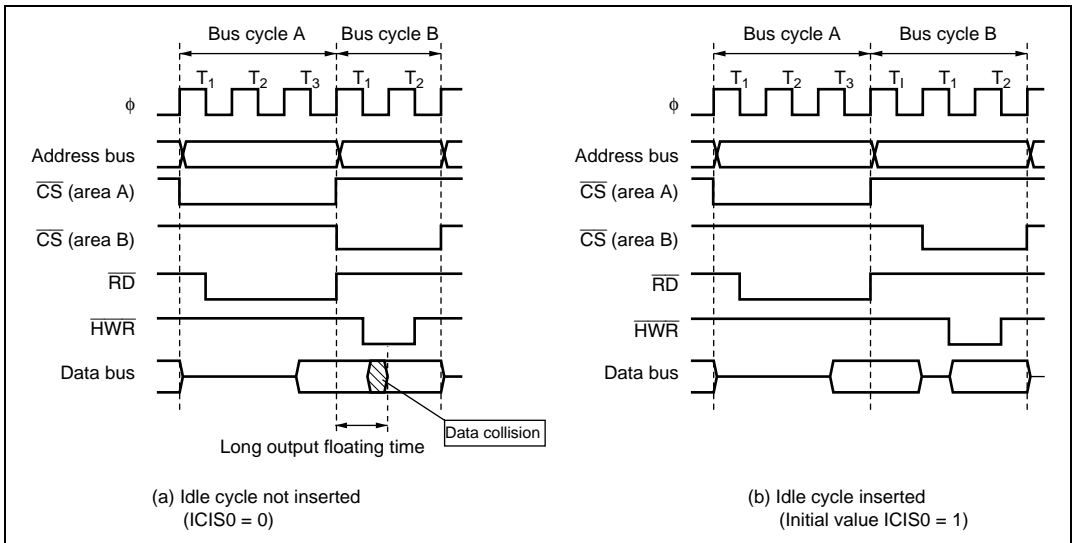 Bus cycle A
Bus cycle B
T1 T2 T3 T1 T2
ϕ
Address bus
CS (area A)
CS (area B)
RD
HWR
Data bus
Data collision
Long output floating time
(a) Idle cycle not inserted
(ICIS0 = 0)
Bus cycle A
Bus cycle B
T1 T2 T3 TI T1 T2
ϕ
Address bus
CS (area A)
CS (area B)
RD
HWR
Data bus
(b) Idle cycle inserted
(Initial value ICIS0 = 1)